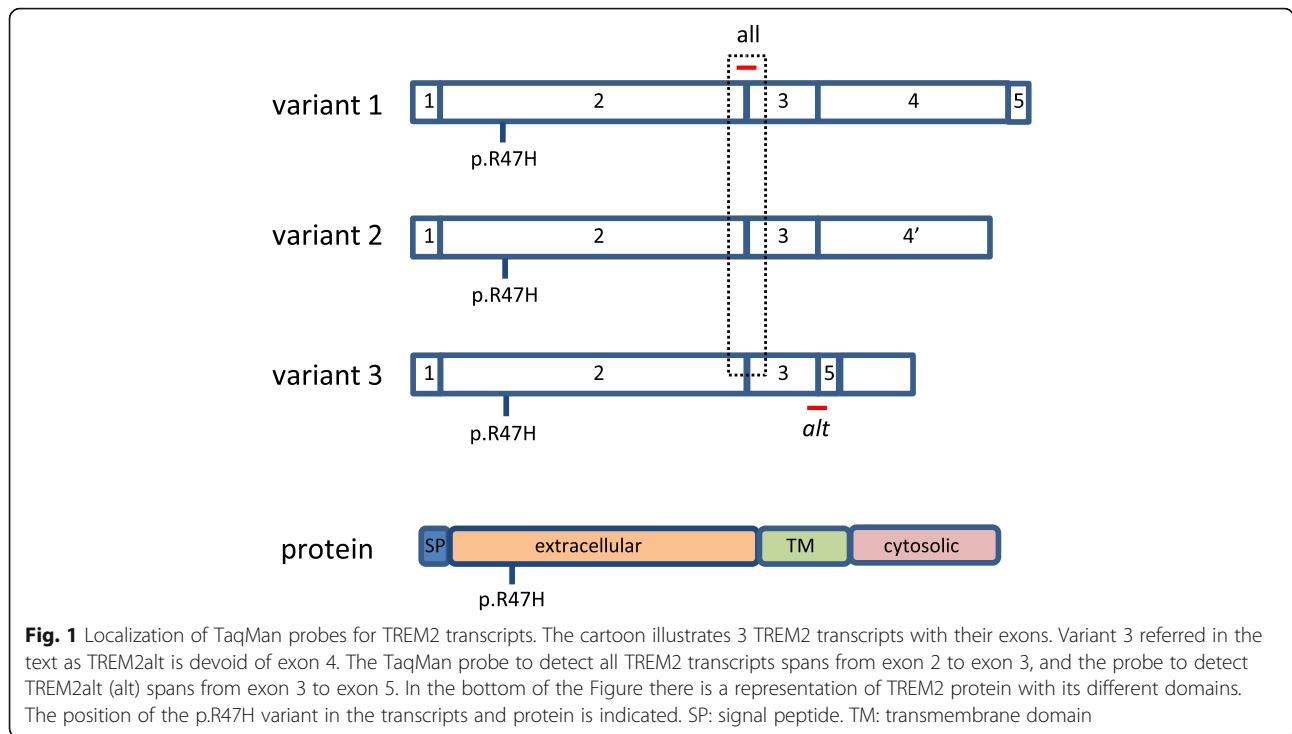 all
variant 1
1 2 3 4 5
p.R47H
variant 2
1 2 3 4’
p.R47H
variant 3
1 2 3 5
p.R47H
alt
protein
SP extracellular TM cytosolic
p.R47H
Fig. 1 Localization of TaqMan probes for TREM2 transcripts. The cartoon illustrates 3 TREM2 transcripts with their exons. Variant 3 referred in the
text as TREM2alt is devoid of exon 4. The TaqMan probe to detect all TREM2 transcripts spans from exon 2 to exon 3, and the probe to detect
TREM2alt (alt) spans from exon 3 to exon 5. In the bottom of the Figure there is a representation of TREM2 protein with its different domains.
The position of the p.R47H variant in the transcripts and protein is indicated. SP: signal peptide. TM: transmembrane domain